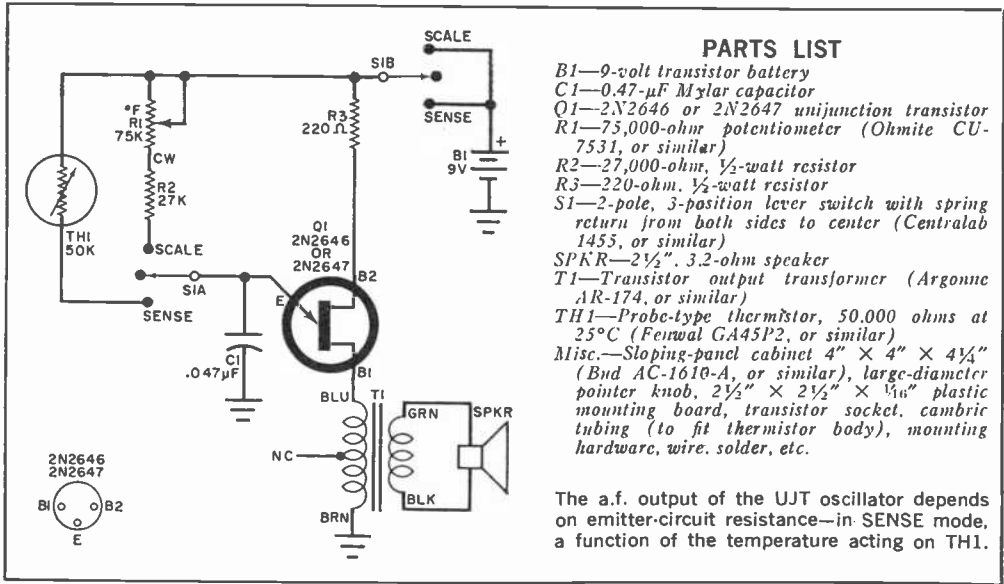 SCALE
S1B
SENSE
B1
9V
+
°F
R1
75K
CW
R2
27K
TH1
50K
SCALE
S1A
SENSE
R3
220Ω
Q1
2N2646
OR
2N2647
B2
E
B1
C1
.047µF
BLU
T1
NC
BRN
GRN
BLK
SPKR
2N2646
2N2647
B1
B2
E
PARTS LIST
B1—9-volt transistor battery
C1—0.47-µF Mylar capacitor
Q1—2N2646 or 2N2647 unijunction transistor
R1—75,000-ohm potentiometer (Ohmite CU-
7531, or similar)
R2—27,000-ohm, ½-watt resistor
R3—220-ohm, ½-watt resistor
S1—2-pole, 3-position lever switch with spring
return from both sides to center (Centralab
1455, or similar)
SPKR—2½", 3.2-ohm speaker
T1—Transistor output transformer (Argonne
AR-174, or similar)
TH1—Probe-type thermistor, 50,000 ohms at
25°C (Fenwal GA45P2, or similar)
Misc.—Sloping-panel cabinet 4" × 4" × 4¼"
(Bud AC-1610-A, or similar), large-diameter
pointer knob, 2½" × 2½" × 1/16" plastic
mounting board, transistor socket, cambric
tubing (to fit thermistor body), mounting
hardware, wire, solder, etc.
The a.f. output of the UJT oscillator depends
on emitter-circuit resistance—in SENSE mode,
a function of the temperature acting on TH1.